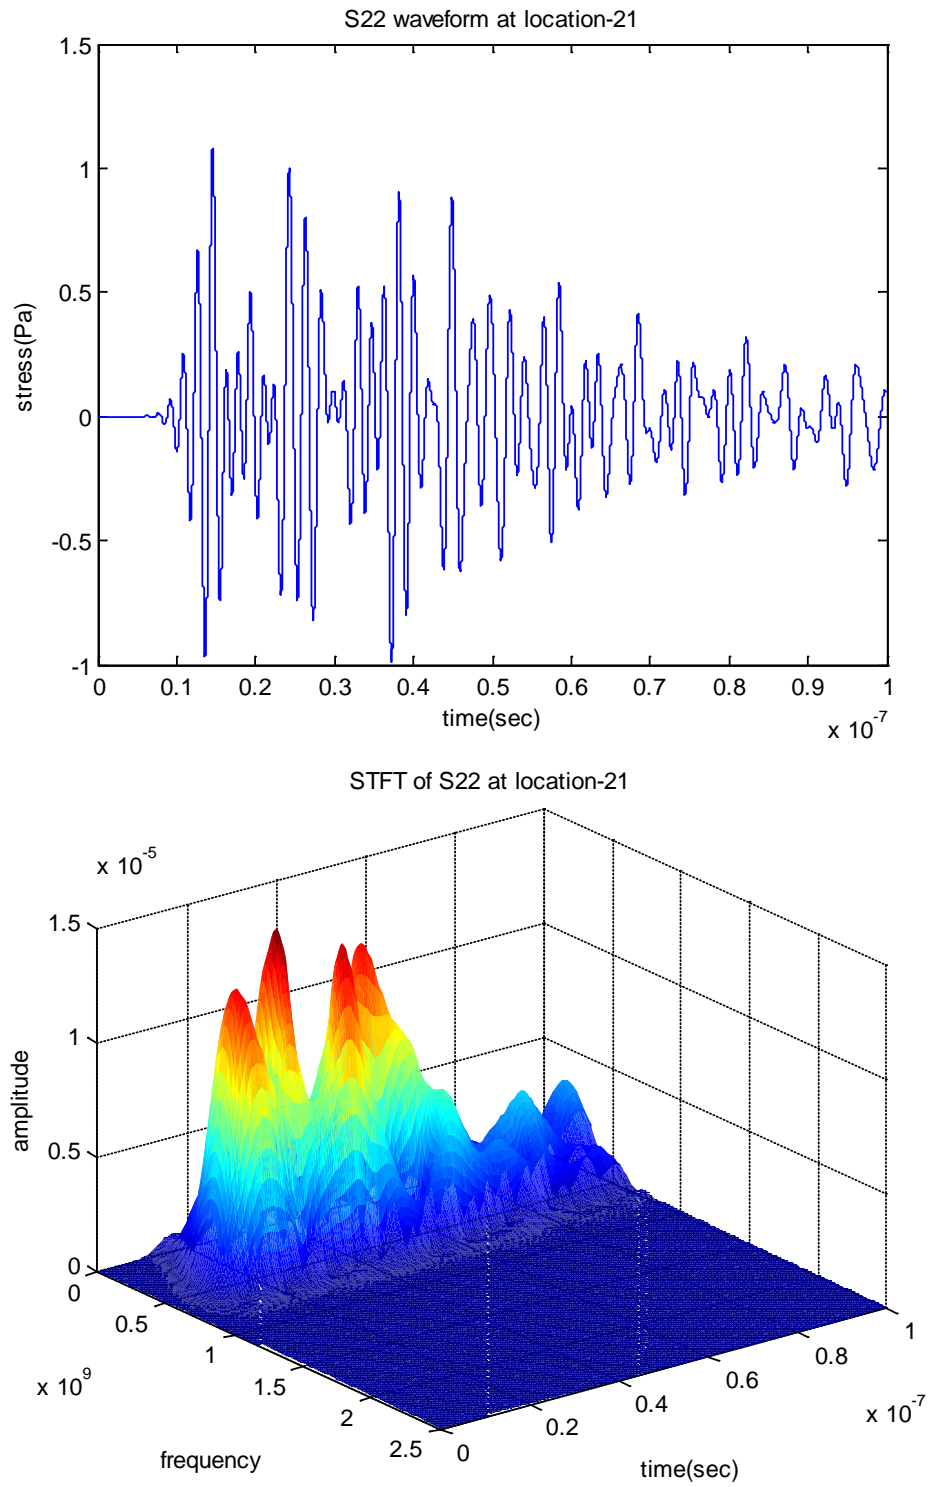 S22 waveform at location-21
1.5
1
0.5
0
-0.5
-1
stress(Pa)
0 0.1 0.2 0.3 0.4 0.5 0.6 0.7 0.8 0.9 1
time(sec)
x 10^-7
STFT of S22 at location-21
x 10^-5
1.5
1
0.5
0
amplitude
0
0.5
1
1.5
2
2.5
x 10^9
frequency
0
0.2
0.4
0.6
0.8
1
x 10^-7
time(sec)